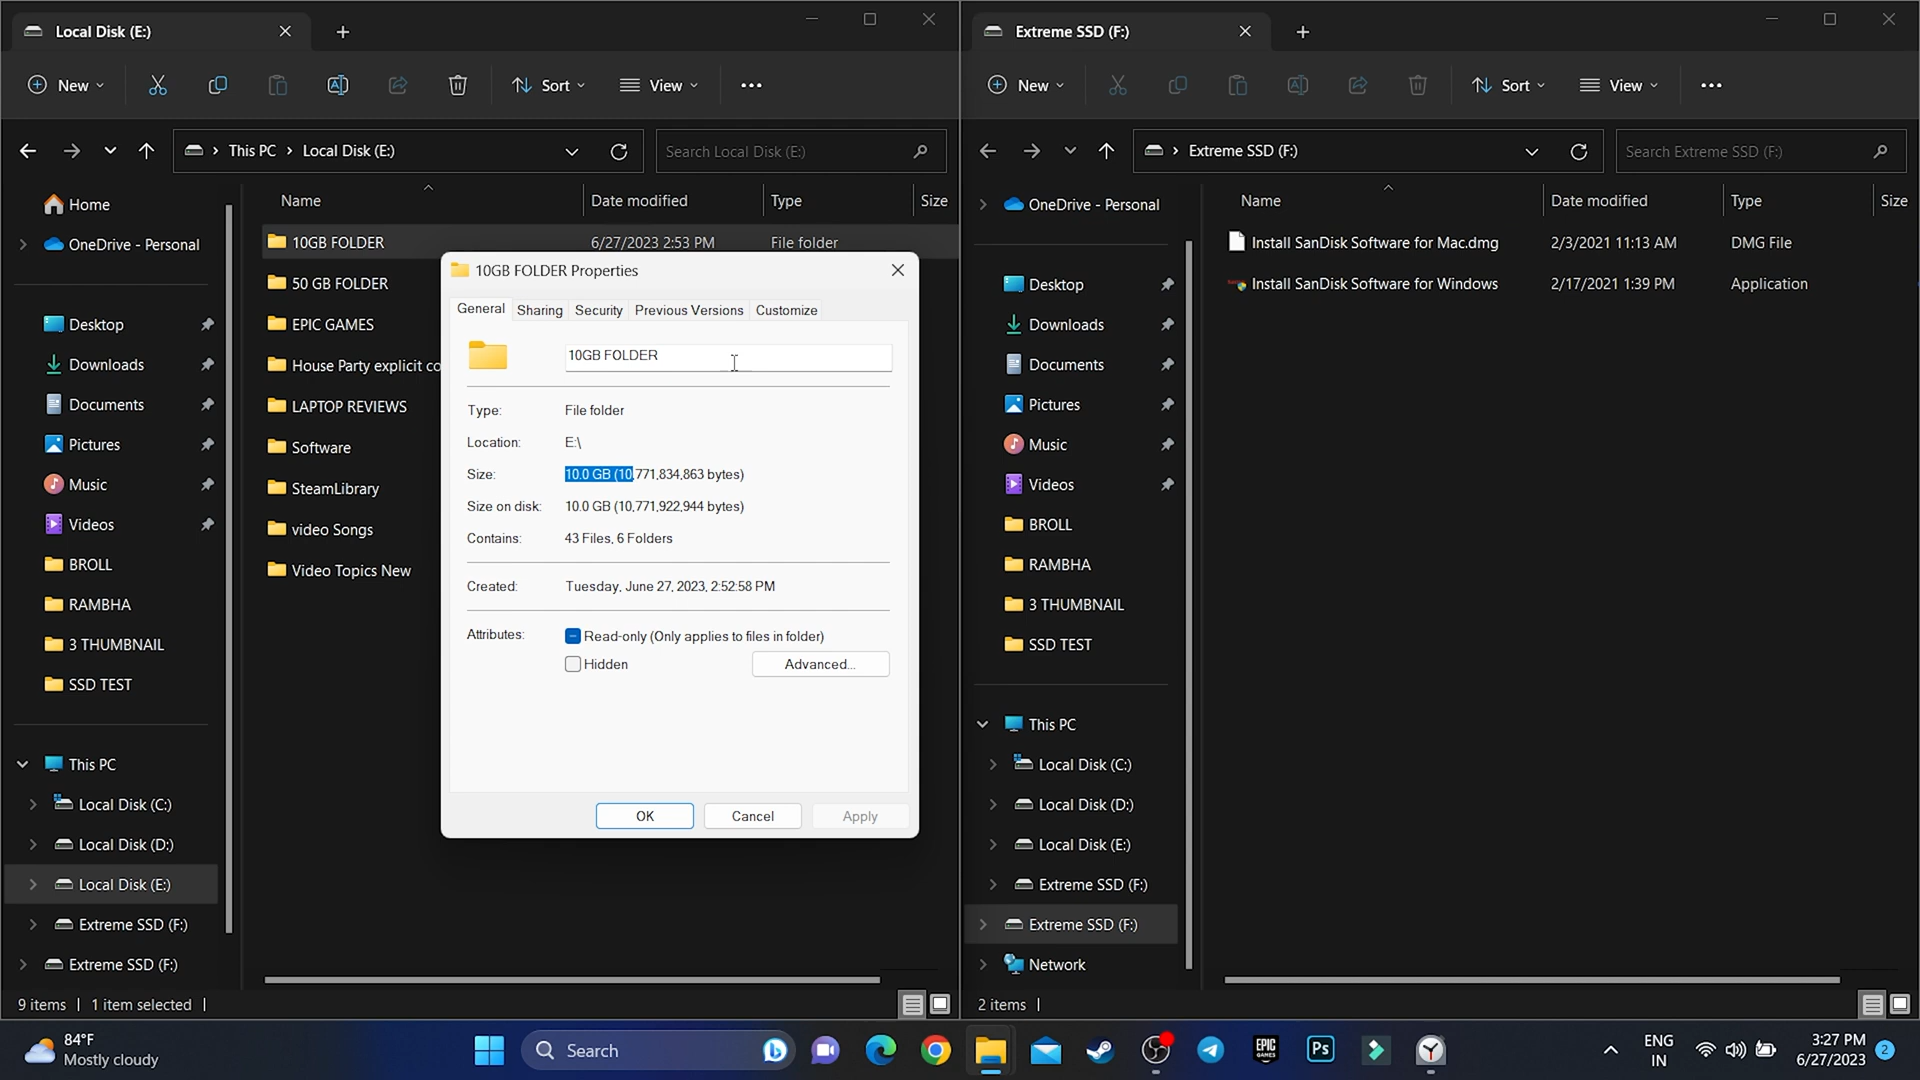 Local Disk (E:)
New
Sort
View
This PC
Local Disk (E:)
Search Local Disk (E:)
Home
OneDrive - Personal
Desktop
Downloads
Documents
Pictures
Music
Videos
BROLL
RAMBHA
3 THUMBNAIL
SSD TEST
This PC
Local Disk (C:)
Local Disk (D:)
Local Disk (E:)
Extreme SSD (F:)
Extreme SSD (F:)
Name
Date modified
Type
Size
10GB FOLDER
6/27/2023 2:53 PM
File folder
50 GB FOLDER
EPIC GAMES
House Party explicit co
LAPTOP REVIEWS
Software
SteamLibrary
video Songs
Video Topics New
9 items
1 item selected
10GB FOLDER Properties
General
Sharing
Security
Previous Versions
Customize
10GB FOLDER
Type:
File folder
Location:
E:\
Size:
10.0 GB (10,771,834,863 bytes)
Size on disk:
10.0 GB (10,771,922,944 bytes)
Contains:
43 Files, 6 Folders
Created:
Tuesday, June 27, 2023, 2:52:58 PM
Attributes:
Read-only (Only applies to files in folder)
Hidden
Advanced...
OK
Cancel
Apply
Extreme SSD (F:)
New
Sort
View
Extreme SSD (F:)
Search Extreme SSD (F:)
OneDrive - Personal
Desktop
Downloads
Documents
Pictures
Music
Videos
BROLL
RAMBHA
3 THUMBNAIL
SSD TEST
This PC
Local Disk (C:)
Local Disk (D:)
Local Disk (E:)
Extreme SSD (F:)
Extreme SSD (F:)
Network
Name
Date modified
Type
Size
Install SanDisk Software for Mac.dmg
2/3/2021 11:13 AM
DMG File
Install SanDisk Software for Windows
2/17/2021 1:39 PM
Application
2 items
84°F
Mostly cloudy
Search
EPIC
GAMES
Ps
ENG
IN
3:27 PM
6/27/2023
2